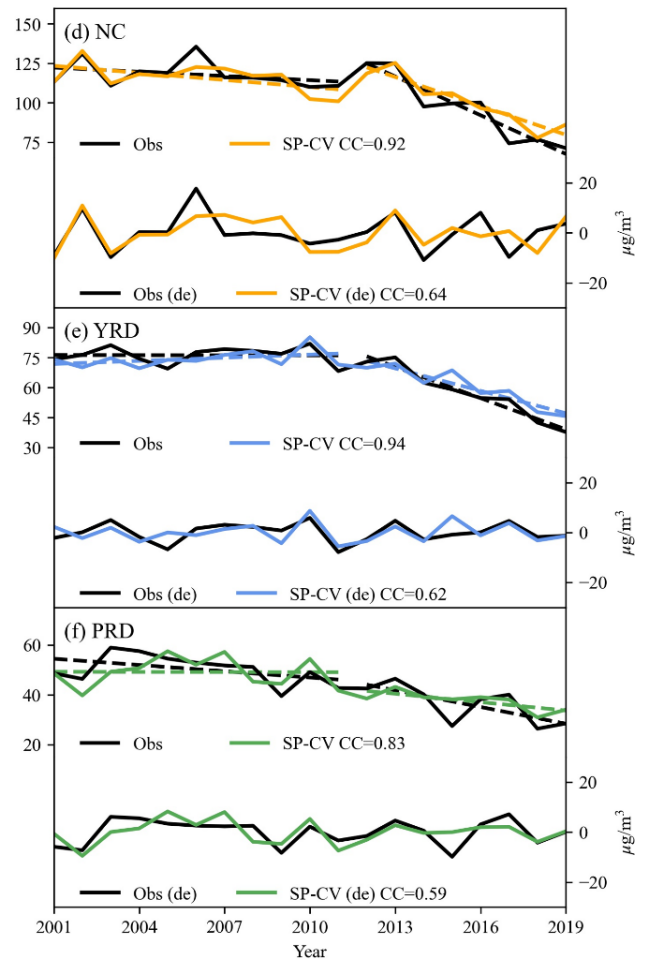 (d) NC
150
125
100
75
Obs SP-CV CC=0.92
20
0
−20
μg/m³
Obs (de) SP-CV (de) CC=0.64
(e) YRD
90
75
60
45
30
Obs SP-CV CC=0.94
20
0
−20
μg/m³
Obs (de) SP-CV (de) CC=0.62
(f) PRD
60
40
20
Obs SP-CV CC=0.83
20
0
−20
μg/m³
Obs (de) SP-CV (de) CC=0.59
2001 2004 2007 2010 2013 2016 2019
Year